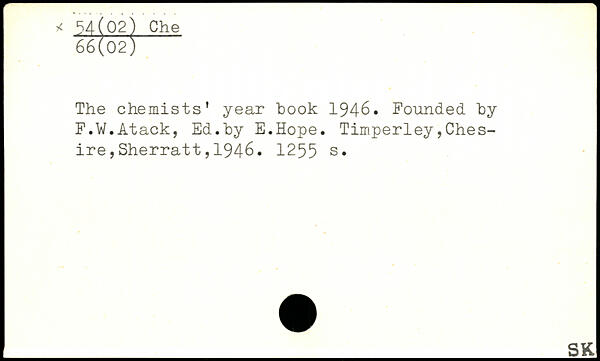 × 54(02) Che
66(02)
The chemists' year book 1946. Founded by
F.W.Atack, Ed.by E.Hope. Timperley,Ches-
ire,Sherratt,1946. 1255 s.
SK